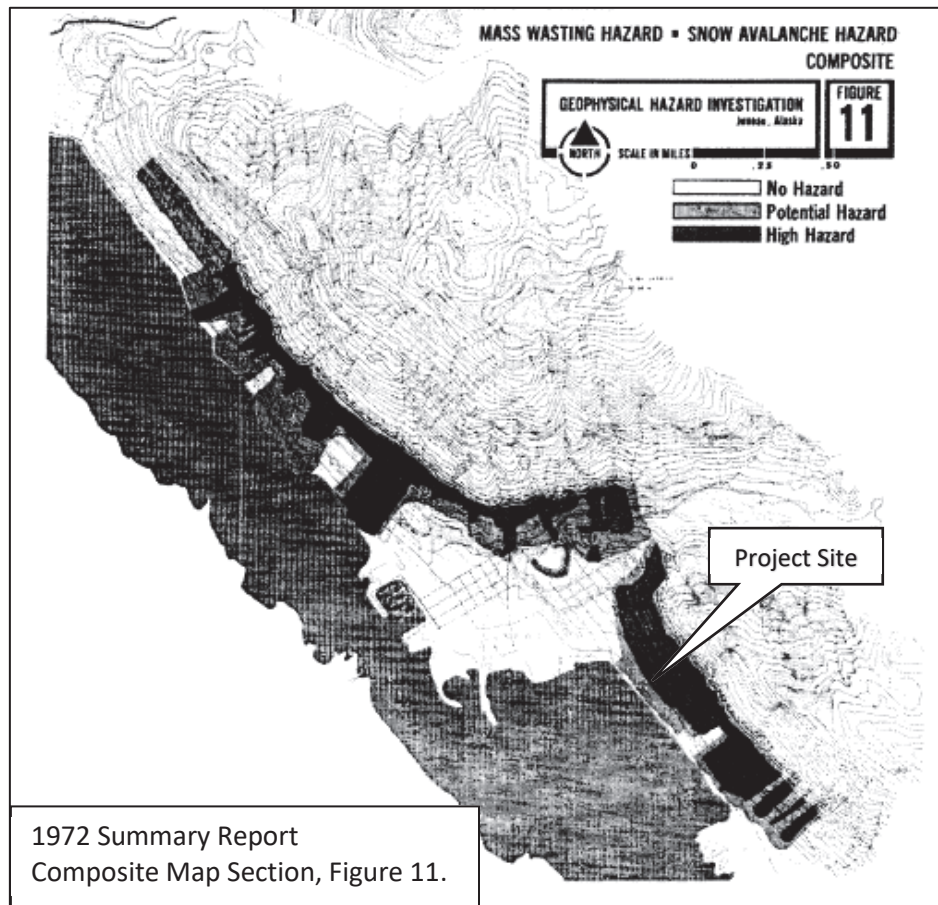 MASS WASTING HAZARD ▪ SNOW AVALANCHE HAZARD
COMPOSITE
GEOPHYSICAL HAZARD INVESTIGATION
Juneau, Alaska
FIGURE
11
NORTH
SCALE IN MILES
0 .25 .50
No Hazard
Potential Hazard
High Hazard
Project Site
1972 Summary Report
Composite Map Section, Figure 11.